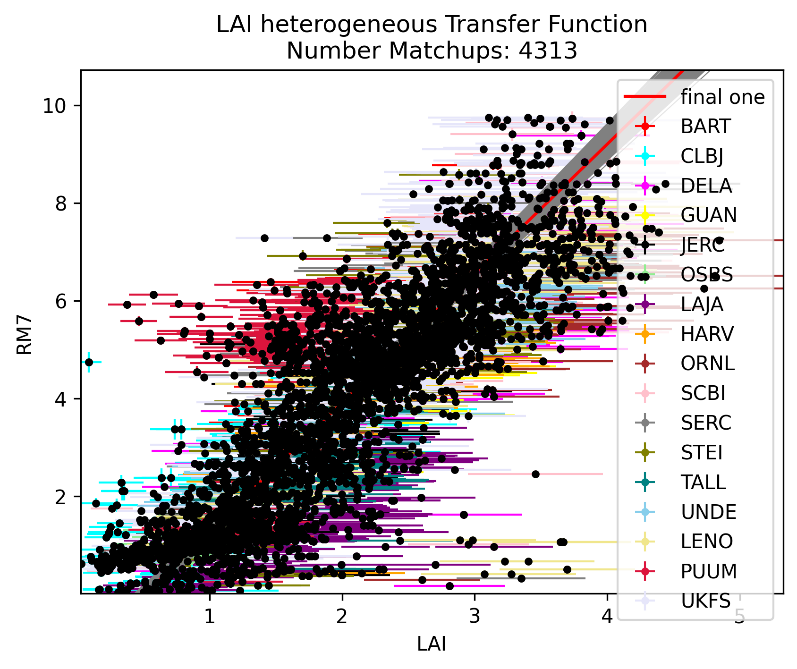 LAI heterogeneous Transfer Function
Number Matchups: 4313
RM7
10
8
6
4
2
1
2
3
4
5
LAI
final one
BART
CLBJ
DELA
GUAN
JERC
OSBS
LAJA
HARV
ORNL
SCBI
SERC
STEI
TALL
UNDE
LENO
PUUM
UKFS